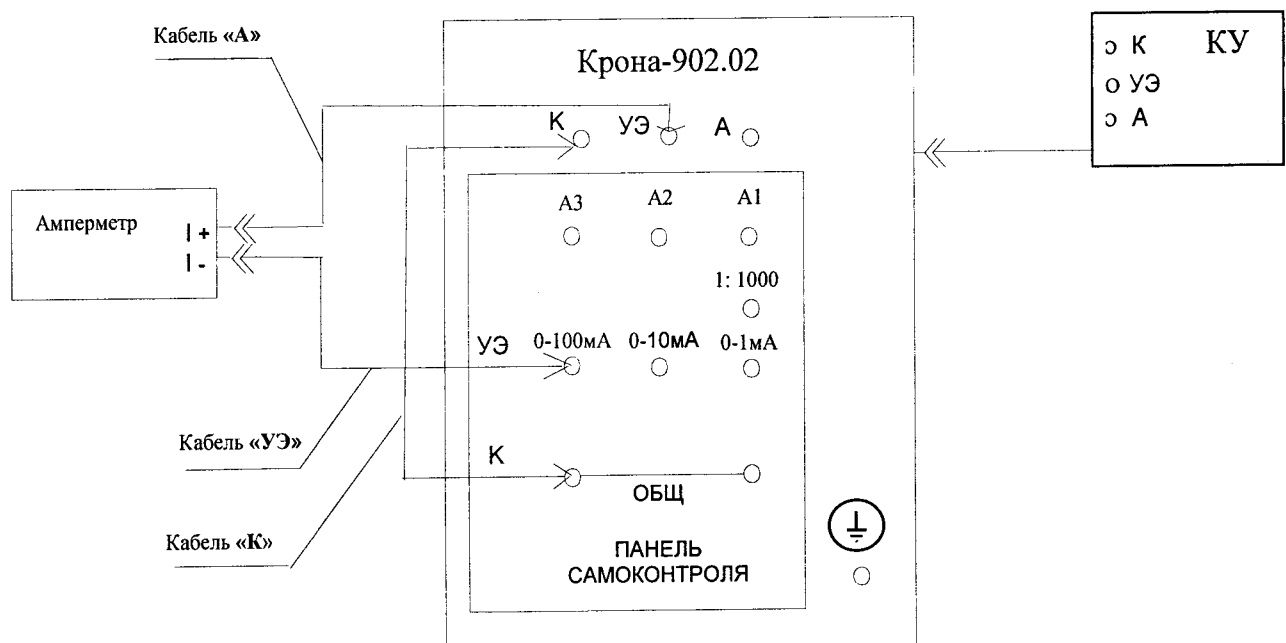 Кабель «А»
Крона-902.02
К УЭ А
К КУ
УЭ
А
Амперметр
I +
I -
А3 А2 А1
1: 1000
УЭ 0-100мА 0-10мА 0-1мА
Кабель «УЭ»
К
ОБЩ
Кабель «К»
ПАНЕЛЬ
САМОКОНТРОЛЯ